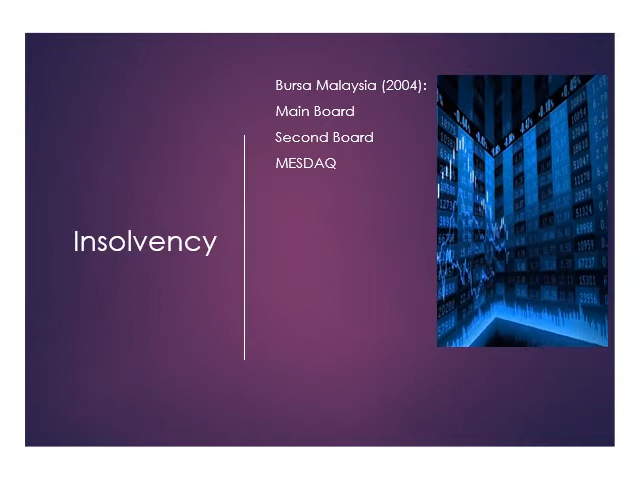 Insolvency
Bursa Malaysia (2004):
Main Board
Second Board
MESDAQ